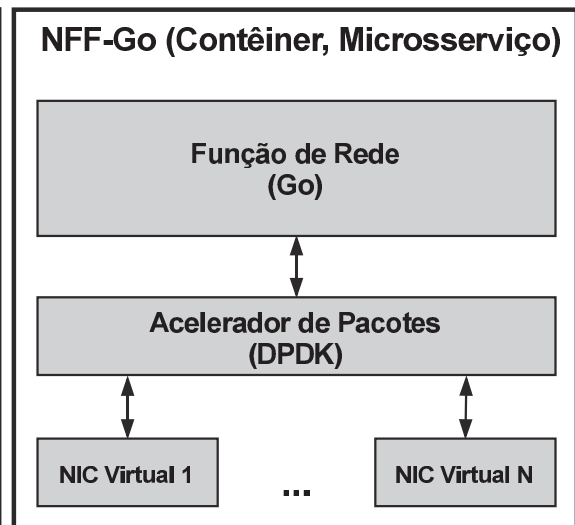 NFF-Go (Contêiner, Microsserviço)
Função de Rede
(Go)
Acelerador de Pacotes
(DPDK)
NIC Virtual 1
...
NIC Virtual N